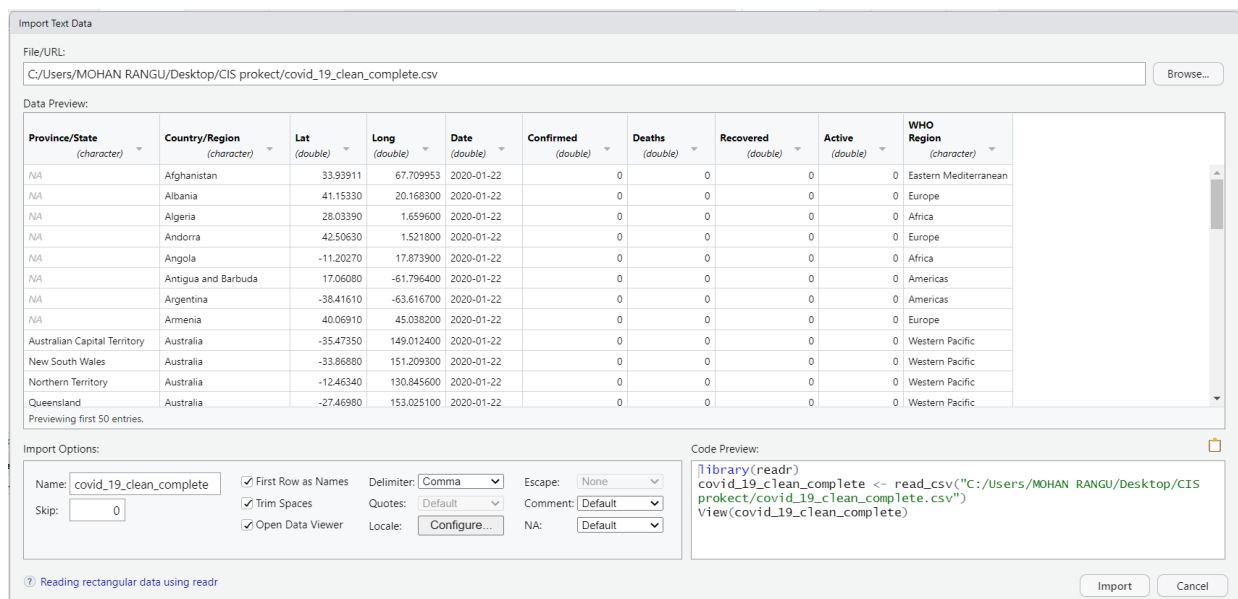 Import Text Data
File/URL:
C:/Users/MOHAN RANGU/Desktop/CIS prokect/covid_19_clean_complete.csv Browse...
Data Preview:
Province/State (character) Country/Region (character) Lat (double) Long (double) Date (double) Confirmed (double) Deaths (double) Recovered (double) Active (double) WHO Region (character)
NA Afghanistan 33.93911 67.709953 2020-01-22 0 0 0 0 Eastern Mediterranean
NA Albania 41.15330 20.168300 2020-01-22 0 0 0 0 Europe
NA Algeria 28.03390 1.659600 2020-01-22 0 0 0 0 Africa
NA Andorra 42.50630 1.521800 2020-01-22 0 0 0 0 Europe
NA Angola -11.20270 17.873900 2020-01-22 0 0 0 0 Africa
NA Antigua and Barbuda 17.06080 -61.796400 2020-01-22 0 0 0 0 Americas
NA Argentina -38.41610 -63.616700 2020-01-22 0 0 0 0 Americas
NA Armenia 40.06910 45.038200 2020-01-22 0 0 0 0 Europe
Australian Capital Territory Australia -35.47350 149.012400 2020-01-22 0 0 0 0 Western Pacific
New South Wales Australia -33.86880 151.209300 2020-01-22 0 0 0 0 Western Pacific
Northern Territory Australia -12.46340 130.845600 2020-01-22 0 0 0 0 Western Pacific
Queensland Australia -27.46980 153.025100 2020-01-22 0 0 0 0 Western Pacific
Previewing first 50 entries.
Import Options:
Name: covid_19_clean_complete
Skip: 0
First Row as Names
Trim Spaces
Open Data Viewer
Delimiter: Comma
Quotes: Default
Locale: Configure...
Escape: None
Comment: Default
NA: Default
Code Preview:
library(readr)
covid_19_clean_complete <- read_csv("C:/Users/MOHAN RANGU/Desktop/CIS
prokect/covid_19_clean_complete.csv")
View(covid_19_clean_complete)
? Reading rectangular data using readr
Import Cancel